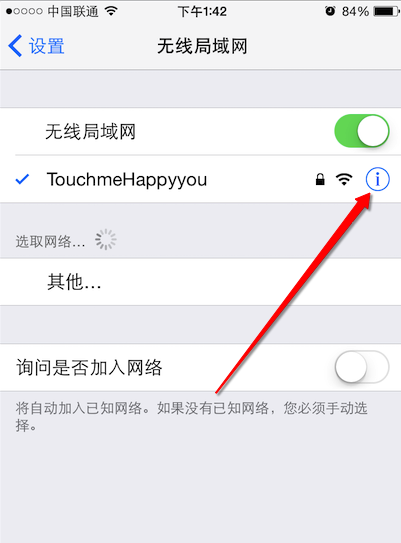 中国联通 下午1:42 84%
设置 无线局域网
无线局域网
TouchmeHappyyou
选取网络...
其他...
询问是否加入网络
将自动加入已知网络。如果没有已知网络，您必须手动选
择。